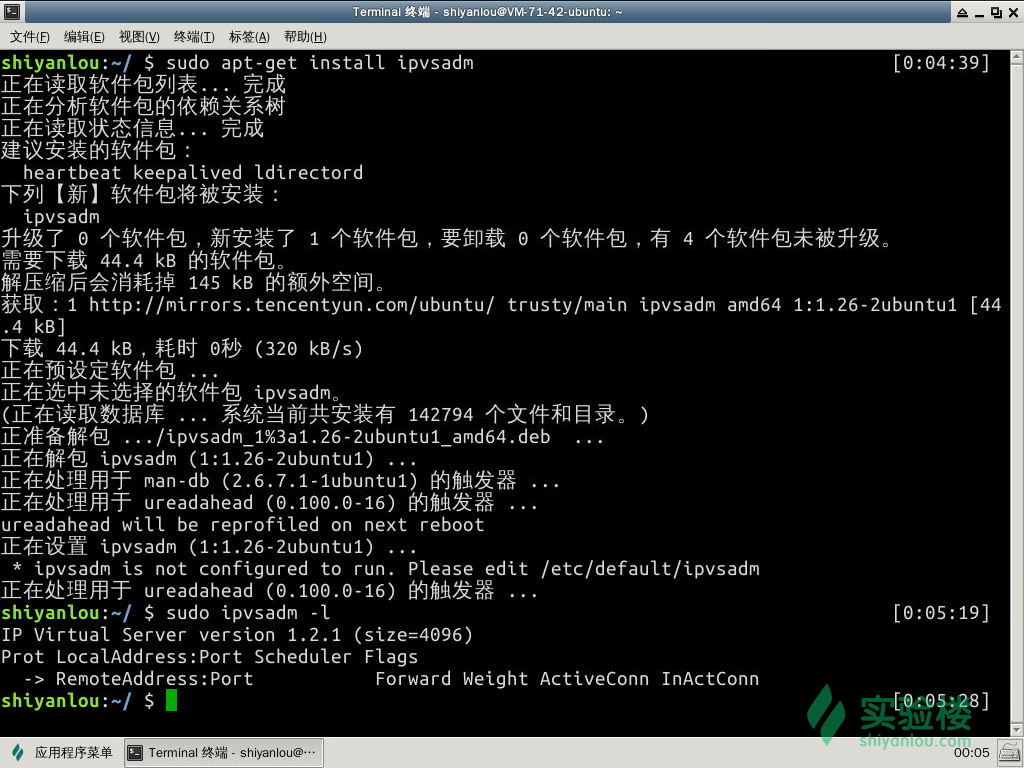 Terminal 终端 - shiyanlou@VM-71-42-ubuntu: ~
文件(F) 编辑(E) 视图(V) 终端(T) 标签(A) 帮助(H)
shiyanlou:~/ $ sudo apt-get install ipvsadm [0:04:39]
正在读取软件包列表... 完成
正在分析软件包的依赖关系树
正在读取状态信息... 完成
建议安装的软件包：
heartbeat keepalived ldirectord
下列【新】软件包将被安装：
ipvsadm
升级了 0 个软件包，新安装了 1 个软件包，要卸载 0 个软件包，有 4 个软件包未被升级。
需要下载 44.4 kB 的软件包。
解压缩后会消耗掉 145 kB 的额外空间。
获取：1 http://mirrors.tencentyun.com/ubuntu/ trusty/main ipvsadm amd64 1:1.26-2ubuntu1 [44
.4 kB]
下载 44.4 kB，耗时 0秒 (320 kB/s)
正在预设定软件包 ...
正在选中未选择的软件包 ipvsadm。
(正在读取数据库 ... 系统当前共安装有 142794 个文件和目录。)
正准备解包 .../ipvsadm_1%3a1.26-2ubuntu1_amd64.deb  ...
正在解包 ipvsadm (1:1.26-2ubuntu1) ...
正在处理用于 man-db (2.6.7.1-1ubuntu1) 的触发器 ...
正在处理用于 ureadahead (0.100.0-16) 的触发器 ...
ureadahead will be reprofiled on next reboot
正在设置 ipvsadm (1:1.26-2ubuntu1) ...
* ipvsadm is not configured to run. Please edit /etc/default/ipvsadm
正在处理用于 ureadahead (0.100.0-16) 的触发器 ...
shiyanlou:~/ $ sudo ipvsadm -l [0:05:19]
IP Virtual Server version 1.2.1 (size=4096)
Prot LocalAddress:Port Scheduler Flags
-> RemoteAddress:Port Forward Weight ActiveConn InActConn
shiyanlou:~/ $ [0:05:28]
实验楼
shiyanlou.com
应用程序菜单 Terminal 终端 - shiyanlou@··· 00:05